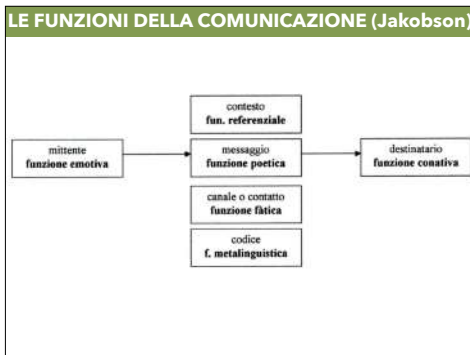 LE FUNZIONI DELLA COMUNICAZIONE (Jakobson)
contesto
fun. referenziale
mittente
funzione emotiva
messaggio
funzione poetica
destinatario
funzione conativa
canale o contatto
funzione fàtica
codice
f. metalinguistica